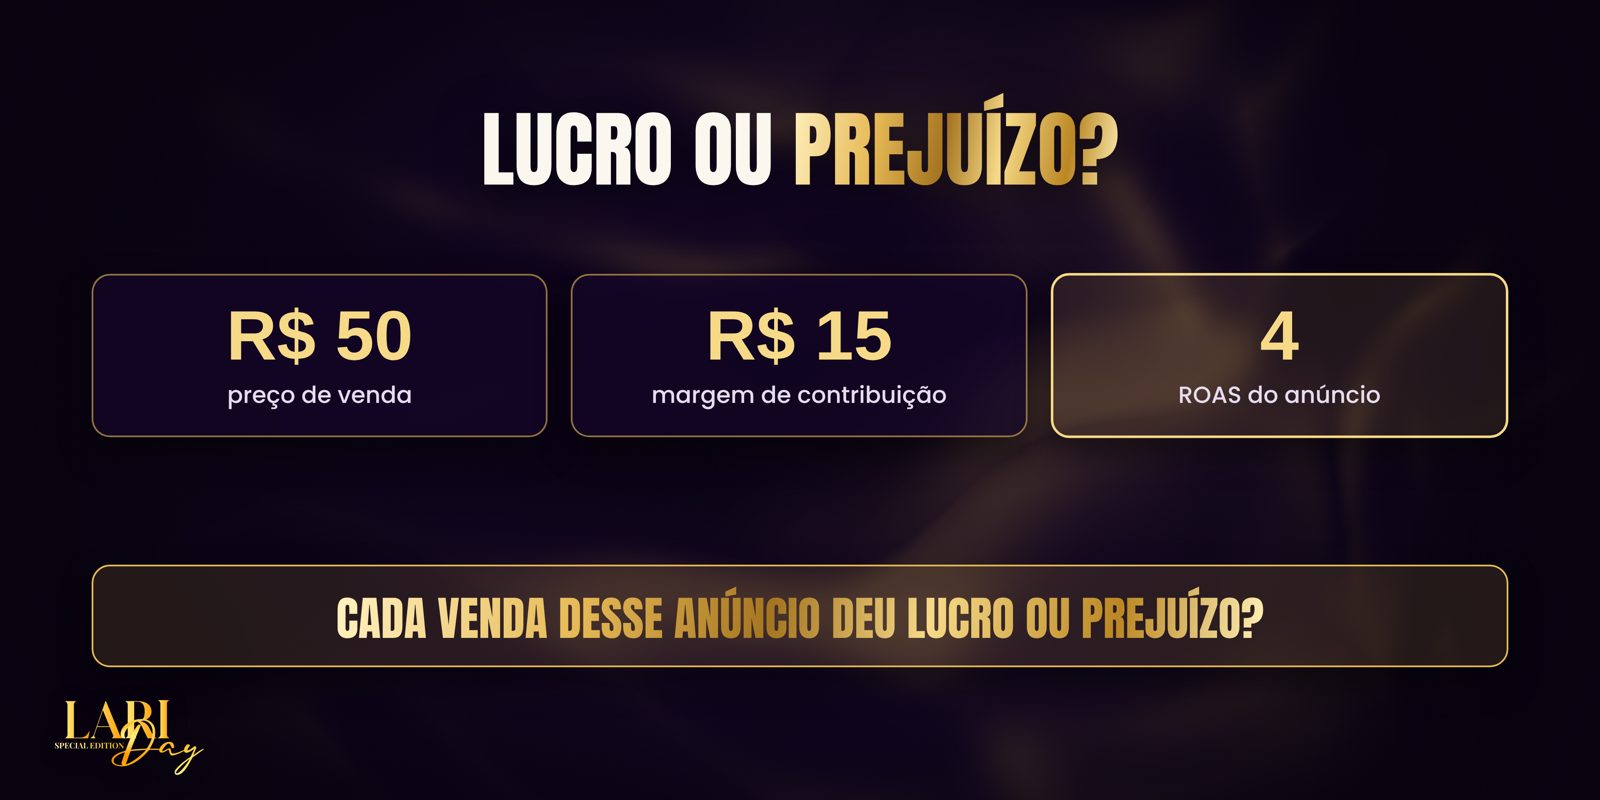 LUCRO OU PREJUÍZO?
R$ 50
preço de venda
R$ 15
margem de contribuição
4
ROAS do anúncio
CADA VENDA DESSE ANÚNCIO DEU LUCRO OU PREJUÍZO?
LARI
SPECIAL EDITION Day